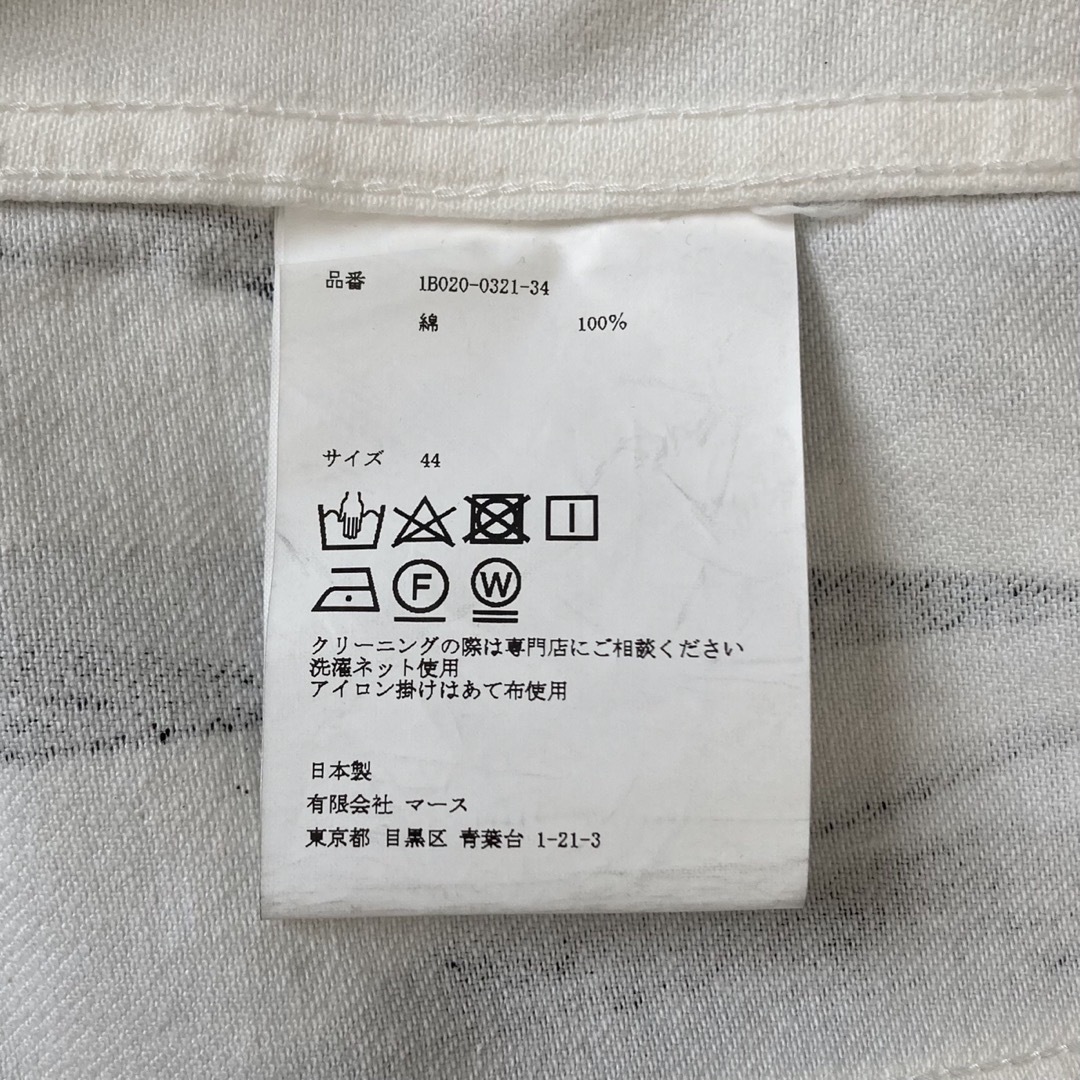 品番 1B020-0321-34
綿 100%
サイズ 44
F W
クリーニングの際は専門店にご相談ください
洗濯ネット使用
アイロン掛けはあて布使用
日本製
有限会社 マース
東京都 目黒区 青葉台 1-21-3